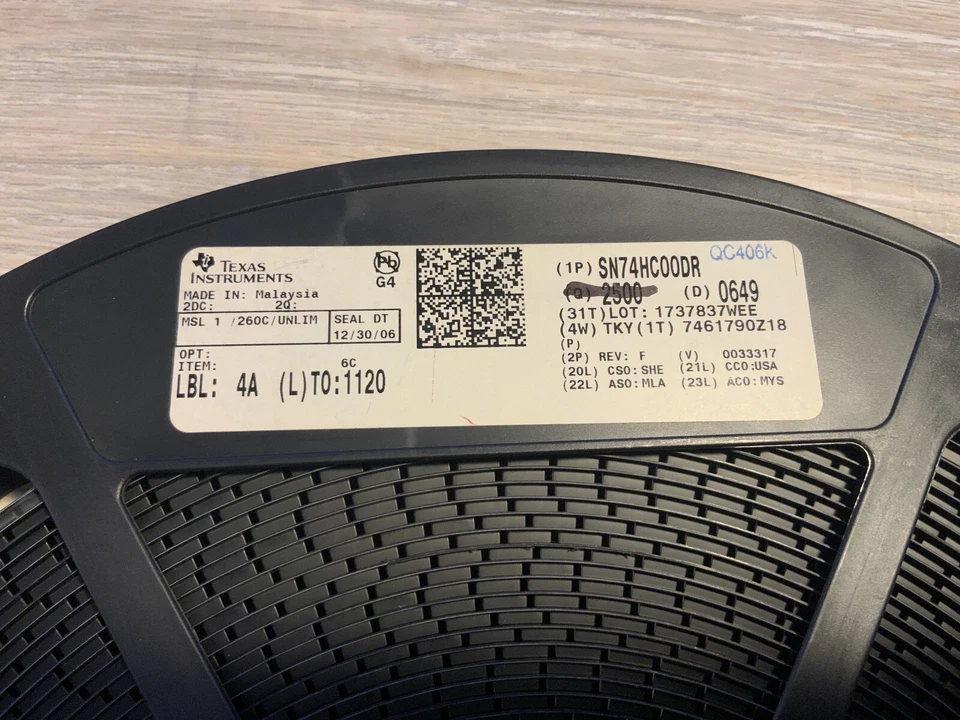 TEXAS
INSTRUMENTS
Pb
G4
MADE IN: Malaysia
2DC: 2Q:
MSL 1 /260C/UNLIM
SEAL DT
12/30/06
OPT:
ITEM:
6C
LBL: 4A (L)TO:1120
QC406K
(1P) SN74HC00DR
(Q) 2500 (D) 0649
(31T)LOT: 1737837WEE
(4W) TKY(1T) 7461790Z18
(P)
(2P) REV: F (V) 0033317
(20L) CSO:SHE (21L) CCO:USA
(22L) ASO:MLA (23L) ACO:MYS